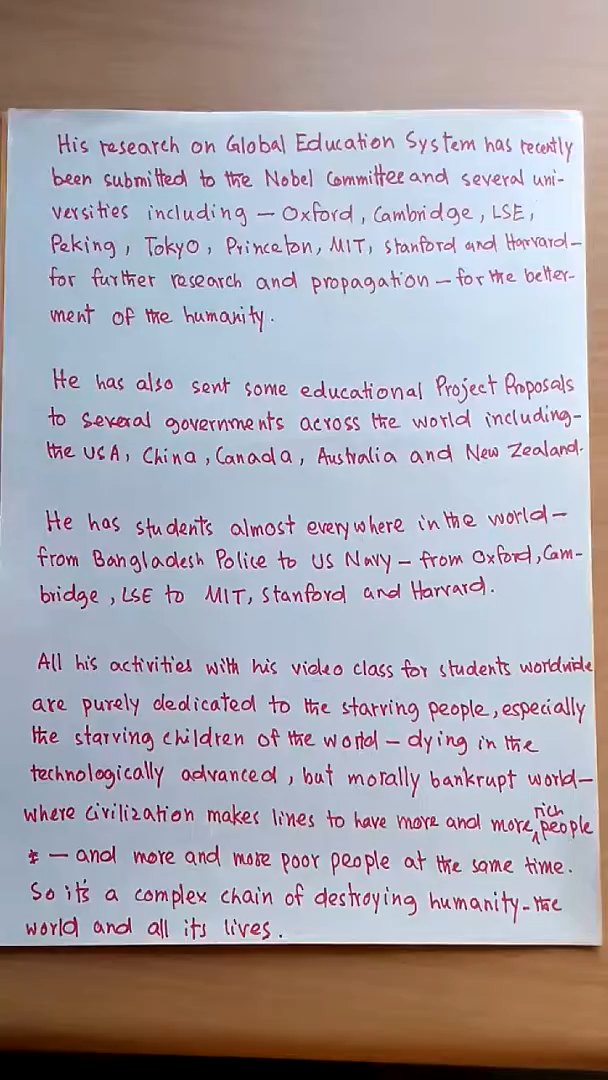 His research on Global Education System has recently
been submitted to the Nobel Committee and several uni-
versities including – Oxford, Cambridge, LSE,
Peking, Tokyo, Princeton, MIT, Stanford and Harvard–
for further research and propagation – for the better-
ment of the humanity.
He has also sent some educational Project Proposals
to several governments across the world including–
the USA, China, Canada, Australia and New Zealand.
He has students almost everywhere in the world–
from Bangladesh Police to US Navy – from Oxford, Cam-
bridge, LSE to MIT, Stanford and Harvard.
All his activities with his video class for students worldwide
are purely dedicated to the starving people, especially
the starving children of the world – dying in the
technologically advanced, but morally bankrupt world–
where civilization makes lines to have more and more rich people
– and more and more poor people at the same time.
So it's a complex chain of destroying humanity–the
world and all its lives.